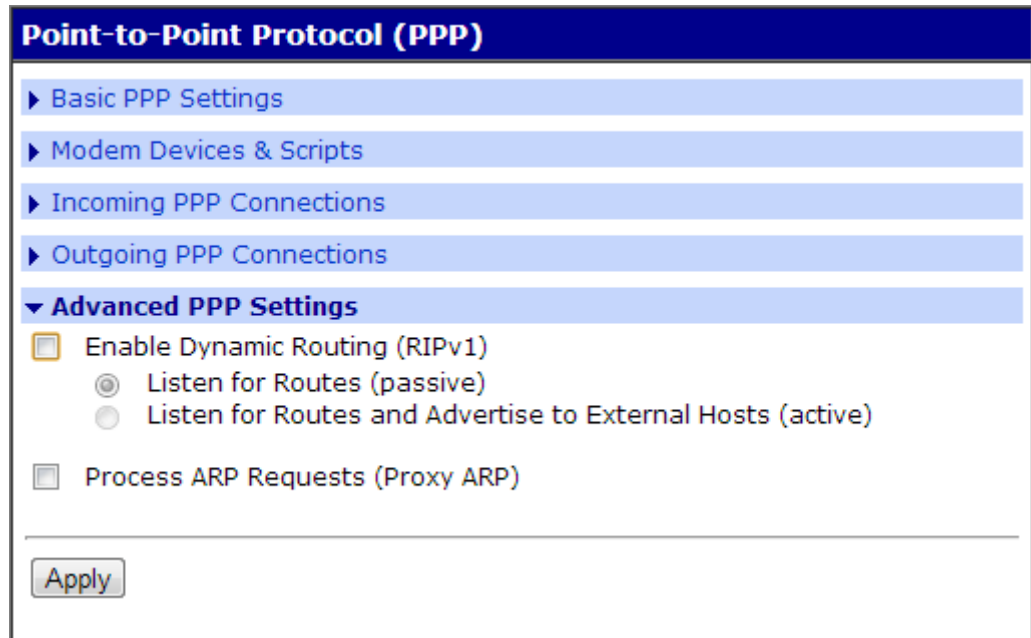 Point-to-Point Protocol (PPP)
Basic PPP Settings
Modem Devices & Scripts
Incoming PPP Connections
Outgoing PPP Connections
Advanced PPP Settings
Enable Dynamic Routing (RIPv1)
Listen for Routes (passive)
Listen for Routes and Advertise to External Hosts (active)
Process ARP Requests (Proxy ARP)
Apply